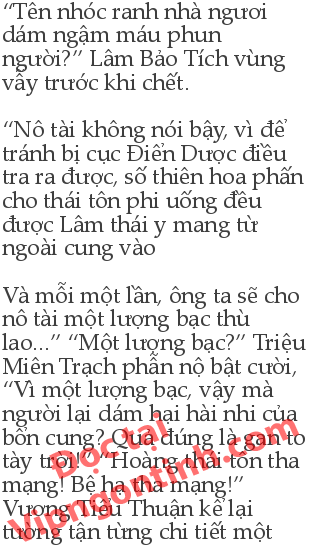 “Tên nhóc ranh nhà ngươi
dám ngậm máu phun
người?” Lâm Bảo Tích vùng
vẫy trước khi chết.
“Nô tài không nói bậy, vì để
tránh bị cục Điển Dược điều
tra ra được, số thiên hoa phấn
cho thái tôn phi uống đều
được Lâm thái y mang từ
ngoài cung vào
Và mỗi một lần, ông ta sẽ cho
nô tài một lượng bạc thù
lao...” “Một lượng bạc?” Triệu
Miên Trạch phẫn nộ bật cười,
“Vì một lượng bạc, vậy mà
người lại dám hại hài nhi của
bổn cung? Quả đúng là gan to
tày trời!” “Hoàng thái tôn tha
mạng! Bệ hạ tha mạng!”
Vương Tiểu Thuận kể lại
tường tận từng chi tiết một
Đọc tại
Vipngontinh.com